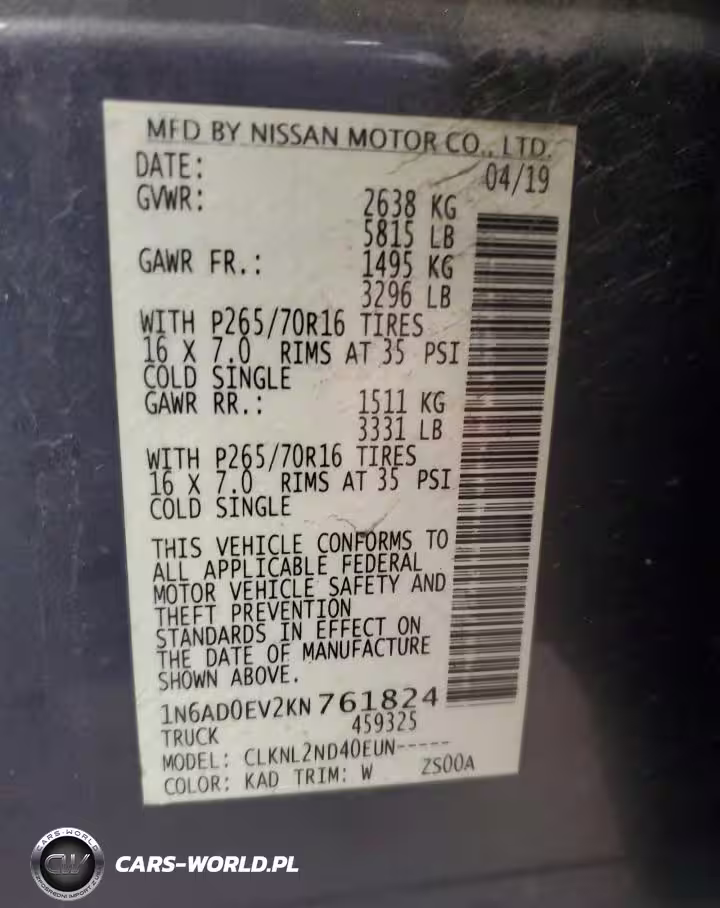 MFD BY NISSAN MOTOR CO., LTD.
DATE: 04/19
GVWR: 2638 KG
5815 LB
GAWR FR.: 1495 KG
3296 LB
WITH P265/70R16 TIRES
16 X 7.0 RIMS AT 35 PSI
COLD SINGLE
GAWR RR.: 1511 KG
3331 LB
WITH P265/70R16 TIRES
16 X 7.0 RIMS AT 35 PSI
COLD SINGLE
THIS VEHICLE CONFORMS TO
ALL APPLICABLE FEDERAL
MOTOR VEHICLE SAFETY AND
THEFT PREVENTION
STANDARDS IN EFFECT ON
THE DATE OF MANUFACTURE
SHOWN ABOVE.
1N6AD0EV2KN761824
TRUCK 459325
MODEL: CLKNL2ND40EUN-----
COLOR: KAD TRIM: W ZS00A
CARS-WORLD
CW
CARS-WORLD.PL